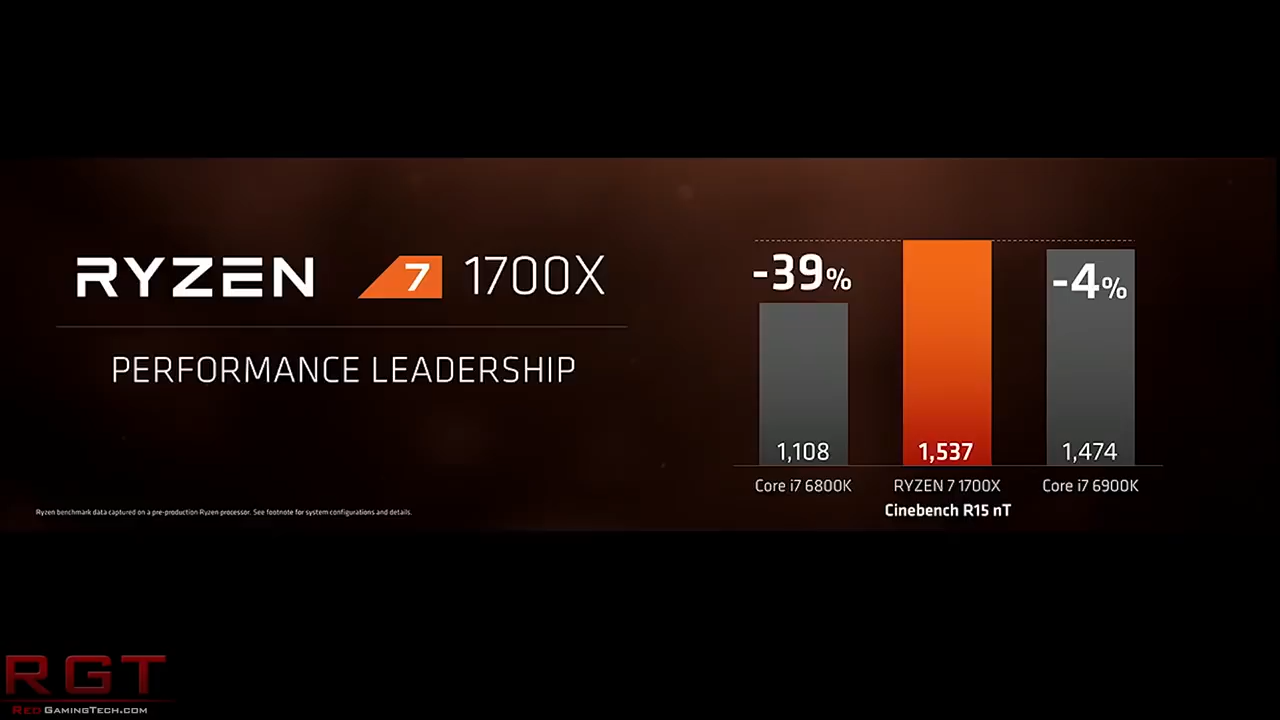 RYZEN 7 1700X
PERFORMANCE LEADERSHIP
Ryzen benchmark data captured on a pre-production Ryzen processor. See footnote for system configurations and details.
-39%
-4%
1,108
1,537
1,474
Core i7 6800K
RYZEN 7 1700X
Core i7 6900K
Cinebench R15 nT
RGT
REDGAMINGTECH.COM